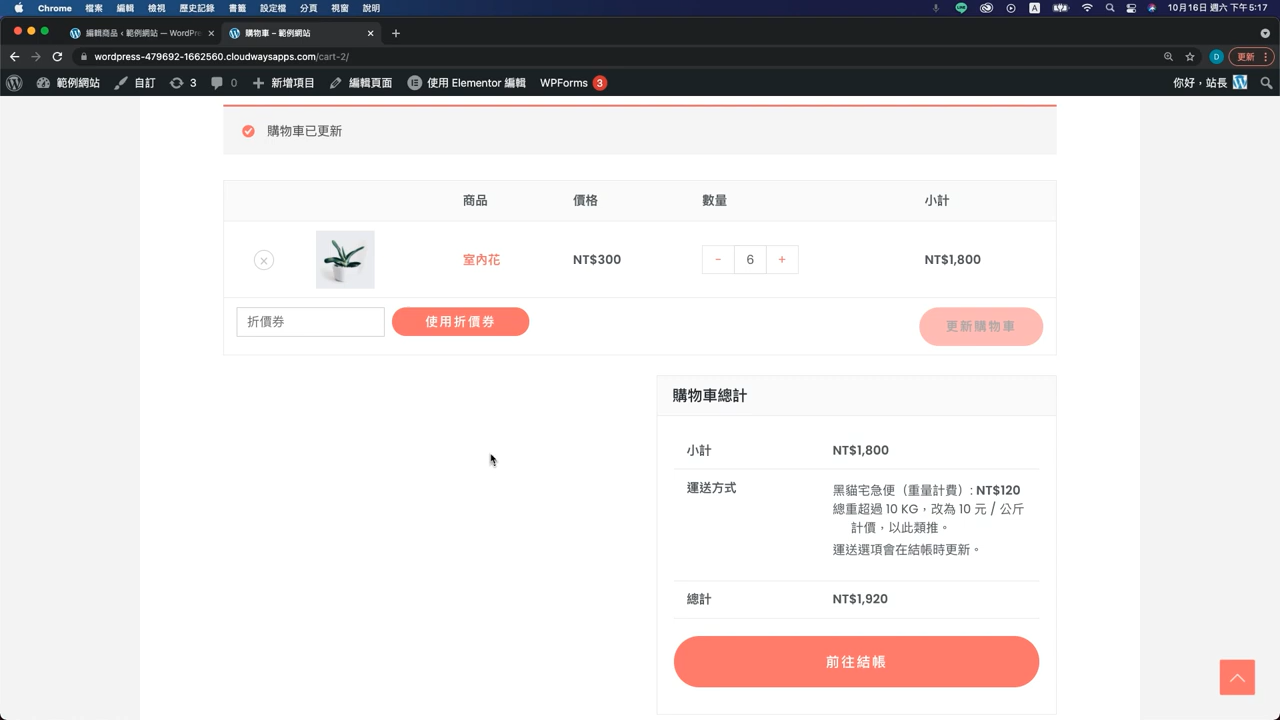 Chrome 檔案 編輯 檢視 歷史記錄 書籤 設定檔 分頁 視窗 說明 A 10月16日 週六 下午5:17
編輯商品 ‹ 範例網站 — WordPre 購物車 – 範例網站
wordpress-479692-1662560.cloudwaysapps.com/cart-2/ D 更新
範例網站 自訂 3 0 新增項目 編輯頁面 使用 Elementor 編輯 WPForms 3 你好，站長
購物車已更新
商品 價格 數量 小計
× 室內花 NT$300 - 6 + NT$1,800
折價券 使用折價券 更新購物車
購物車總計
小計 NT$1,800
運送方式 黑貓宅急便（重量計費）: NT$120
總重超過 10 KG，改為 10 元 / 公斤
計價，以此類推。
運送選項會在結帳時更新。
總計 NT$1,920
前往結帳